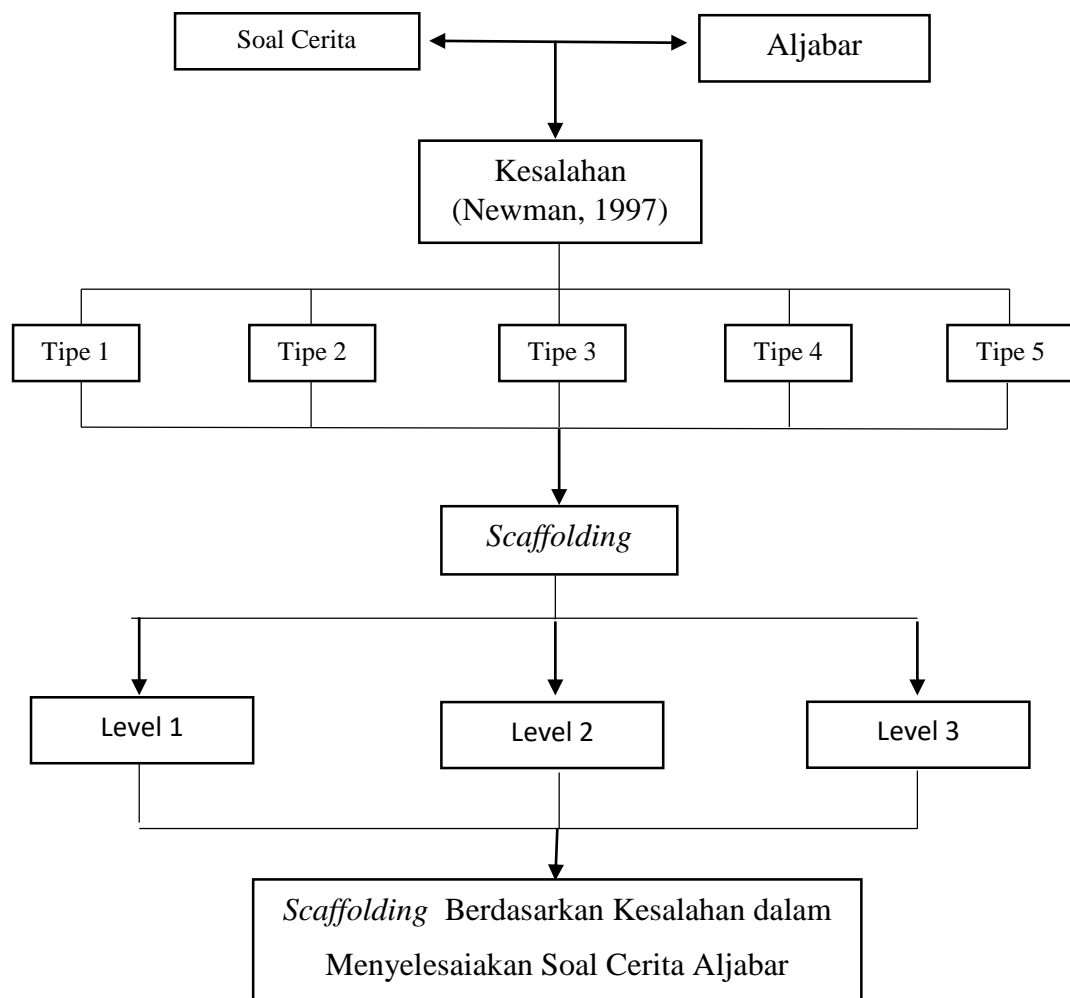 Soal Cerita
Aljabar
Kesalahan
(Newman, 1997)
Tipe 1
Tipe 2
Tipe 3
Tipe 4
Tipe 5
Scaffolding
Level 1
Level 2
Level 3
Scaffolding Berdasarkan Kesalahan dalam
Menyelesaiakan Soal Cerita Aljabar